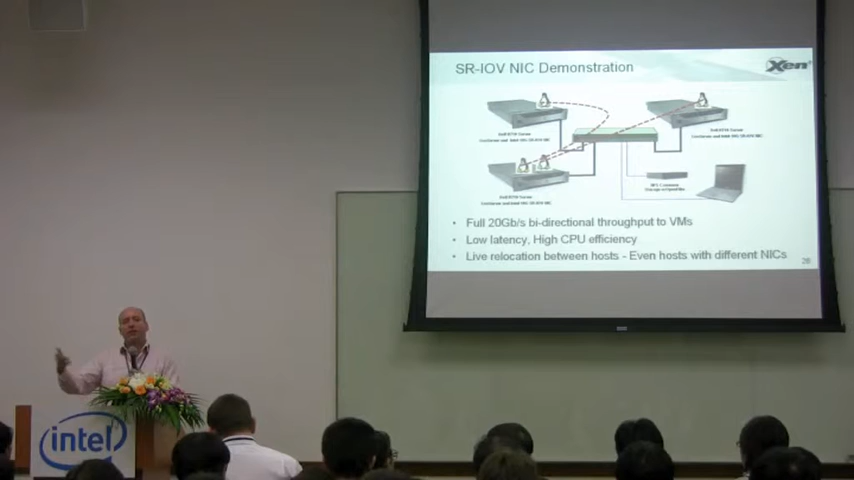 SR-IOV NIC Demonstration
Xen
Full 20Gb/s bi-directional throughput to VMs
Low latency, High CPU efficiency
Live relocation between hosts - Even hosts with different NICs
28
intel